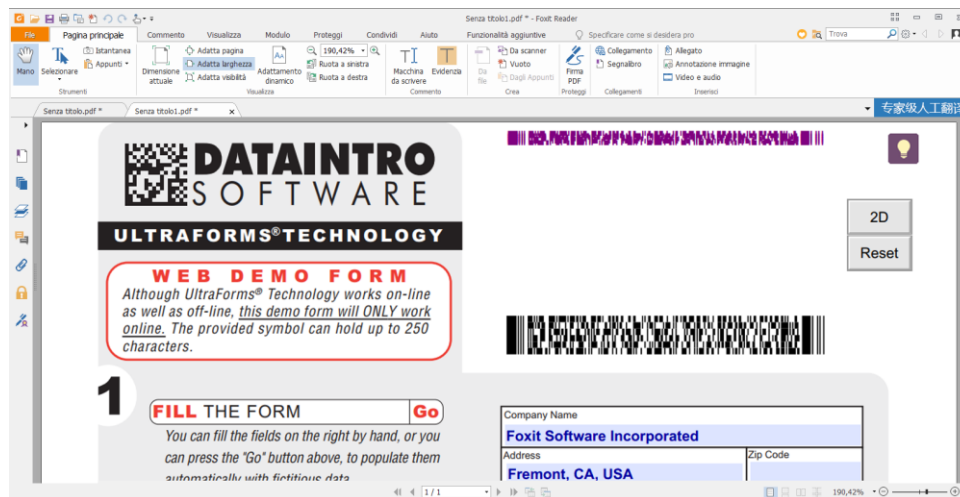 Senza titolo1.pdf * - Foxit Reader
File Pagina principale Commento Visualizza Modulo Proteggi Condividi Aiuto Funzionalità aggiuntive Specificare come si desidera pro Trova
Mano
Selezionare
Istantanea
Appunti
Strumenti
Dimensione attuale
Adatta pagina
Adatta larghezza
Adatta visibilità
Adattamento dinamico
190,42%
Ruota a sinistra
Ruota a destra
Visualizza
Macchina da scrivere
Evidenza
Commento
Da file
Da scanner
Vuoto
Dagli Appunti
Crea
Firma PDF
Proteggi
Collegamento
Segnalibro
Collegamenti
Allegato
Annotazione immagine
Video e audio
Inserisci
Senza titolo.pdf * Senza titolo1.pdf *
专家级人工翻译
DATAINTRO
SOFTWARE
ULTRAFORMS®TECHNOLOGY
2D
Reset
WEB DEMO FORM
Although UltraForms® Technology works on-line
as well as off-line, this demo form will ONLY work
online. The provided symbol can hold up to 250
characters.
1
FILL THE FORM Go
You can fill the fields on the right by hand, or you
can press the "Go" button above, to populate them
automatically with fictitious data
Company Name
Foxit Software Incorporated
Address Zip Code
Fremont, CA, USA
1 / 1 190,42%